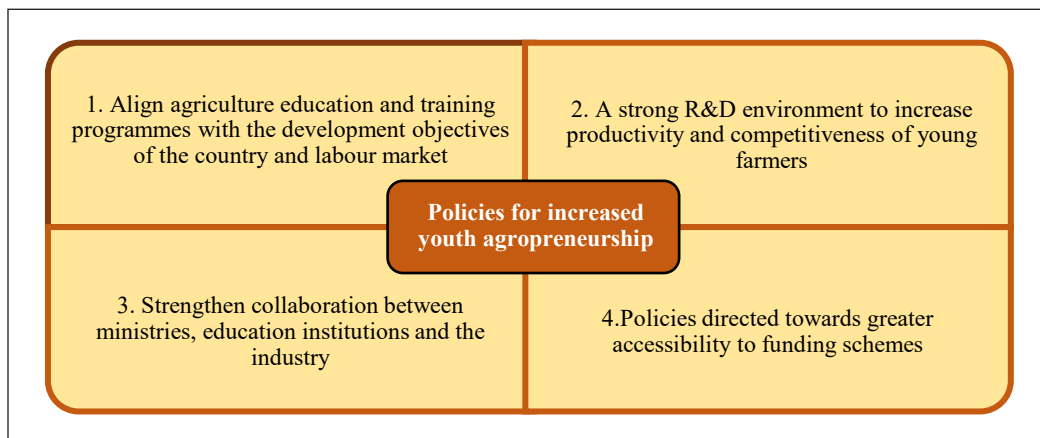 1. Align agriculture education and training
programmes with the development objectives
of the country and labour market
2. A strong R&D environment to increase
productivity and competitiveness of young
farmers
Policies for increased
youth agropreneurship
3. Strengthen collaboration between
ministries, education institutions and the
industry
4.Policies directed towards greater
accessibility to funding schemes